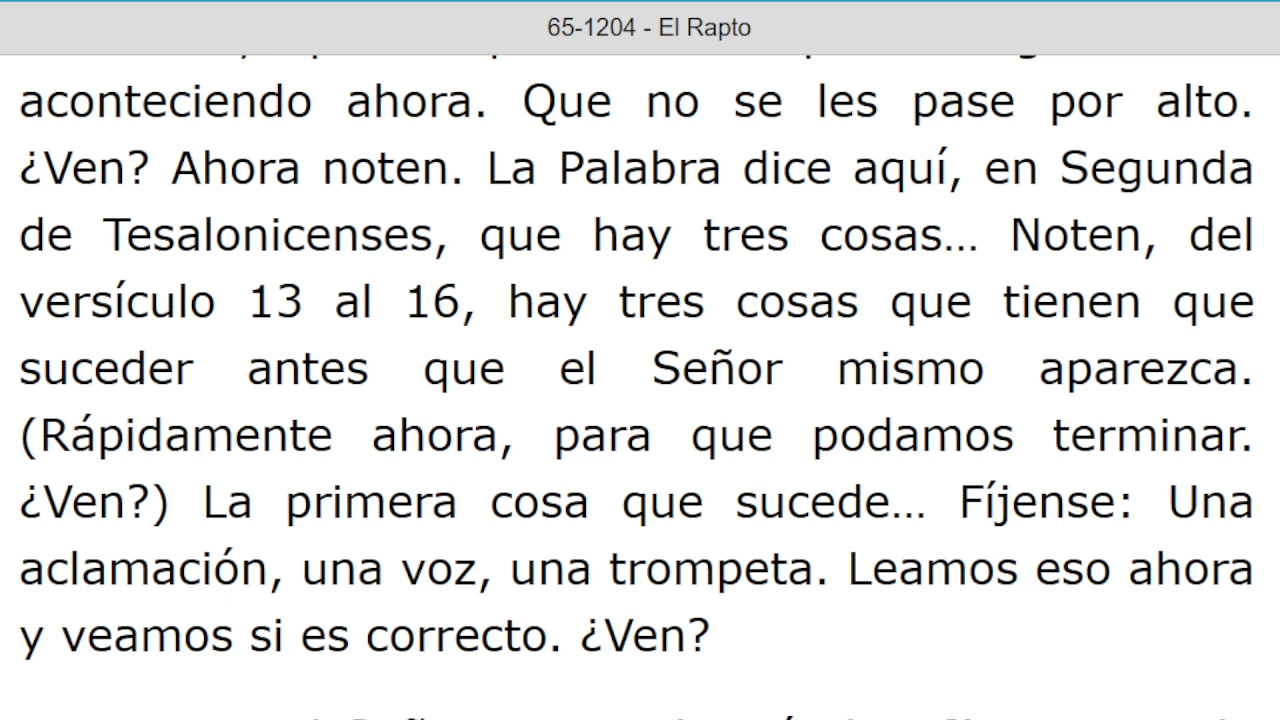 65-1204 - El Rapto
aconteciendo ahora. Que no se les pase por alto.
¿Ven? Ahora noten. La Palabra dice aquí, en Segunda
de Tesalonicenses, que hay tres cosas... Noten, del
versículo 13 al 16, hay tres cosas que tienen que
suceder antes que el Señor mismo aparezca.
(Rápidamente ahora, para que podamos terminar.
¿Ven?) La primera cosa que sucede... Fíjense: Una
aclamación, una voz, una trompeta. Leamos eso ahora
y veamos si es correcto. ¿Ven?